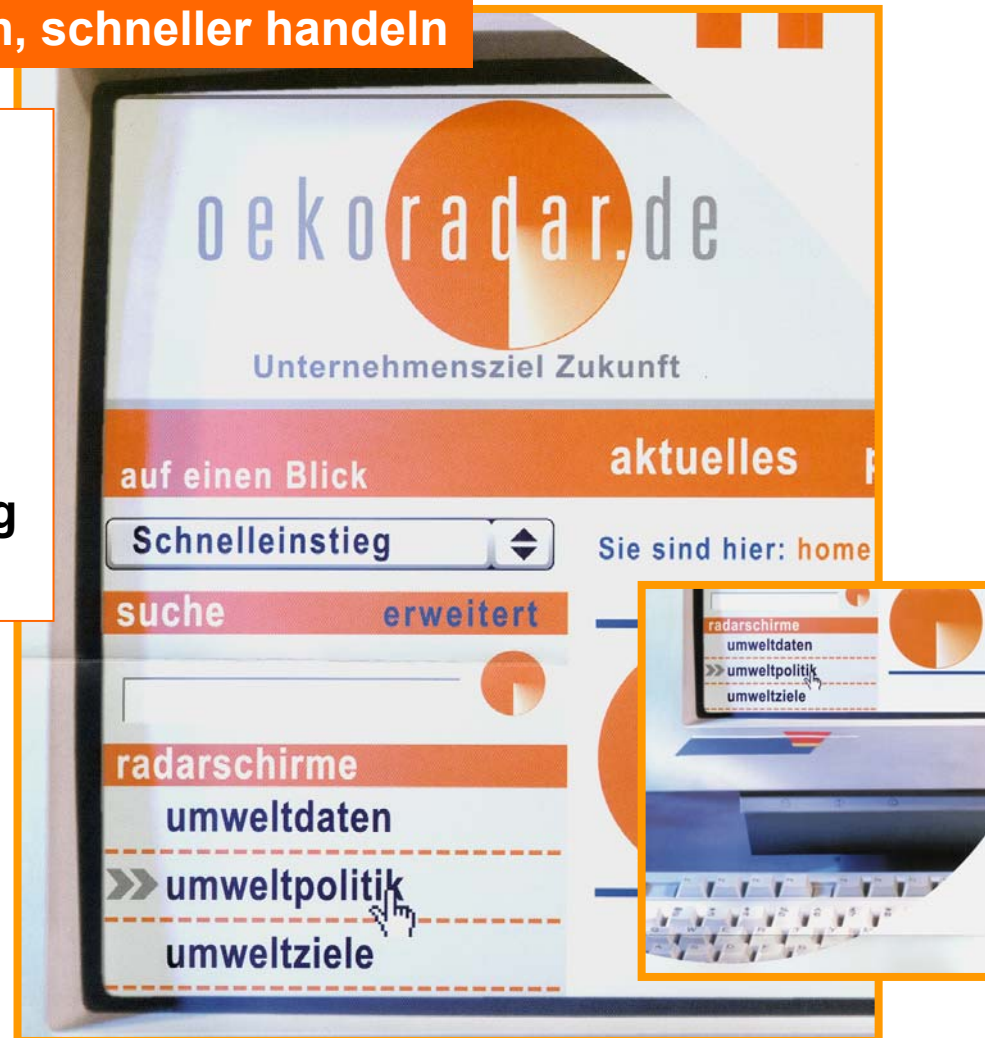 , schneller handeln
oekoradar.de
Unternehmensziel Zukunft
auf einen Blick
aktuelles
Schnelleinstieg
Sie sind hier: home
suche
erweitert
radarschirme
umweltdaten
umweltpolitik
umweltziele
radarschirme
umweltdaten
umweltpolitik
umweltziele